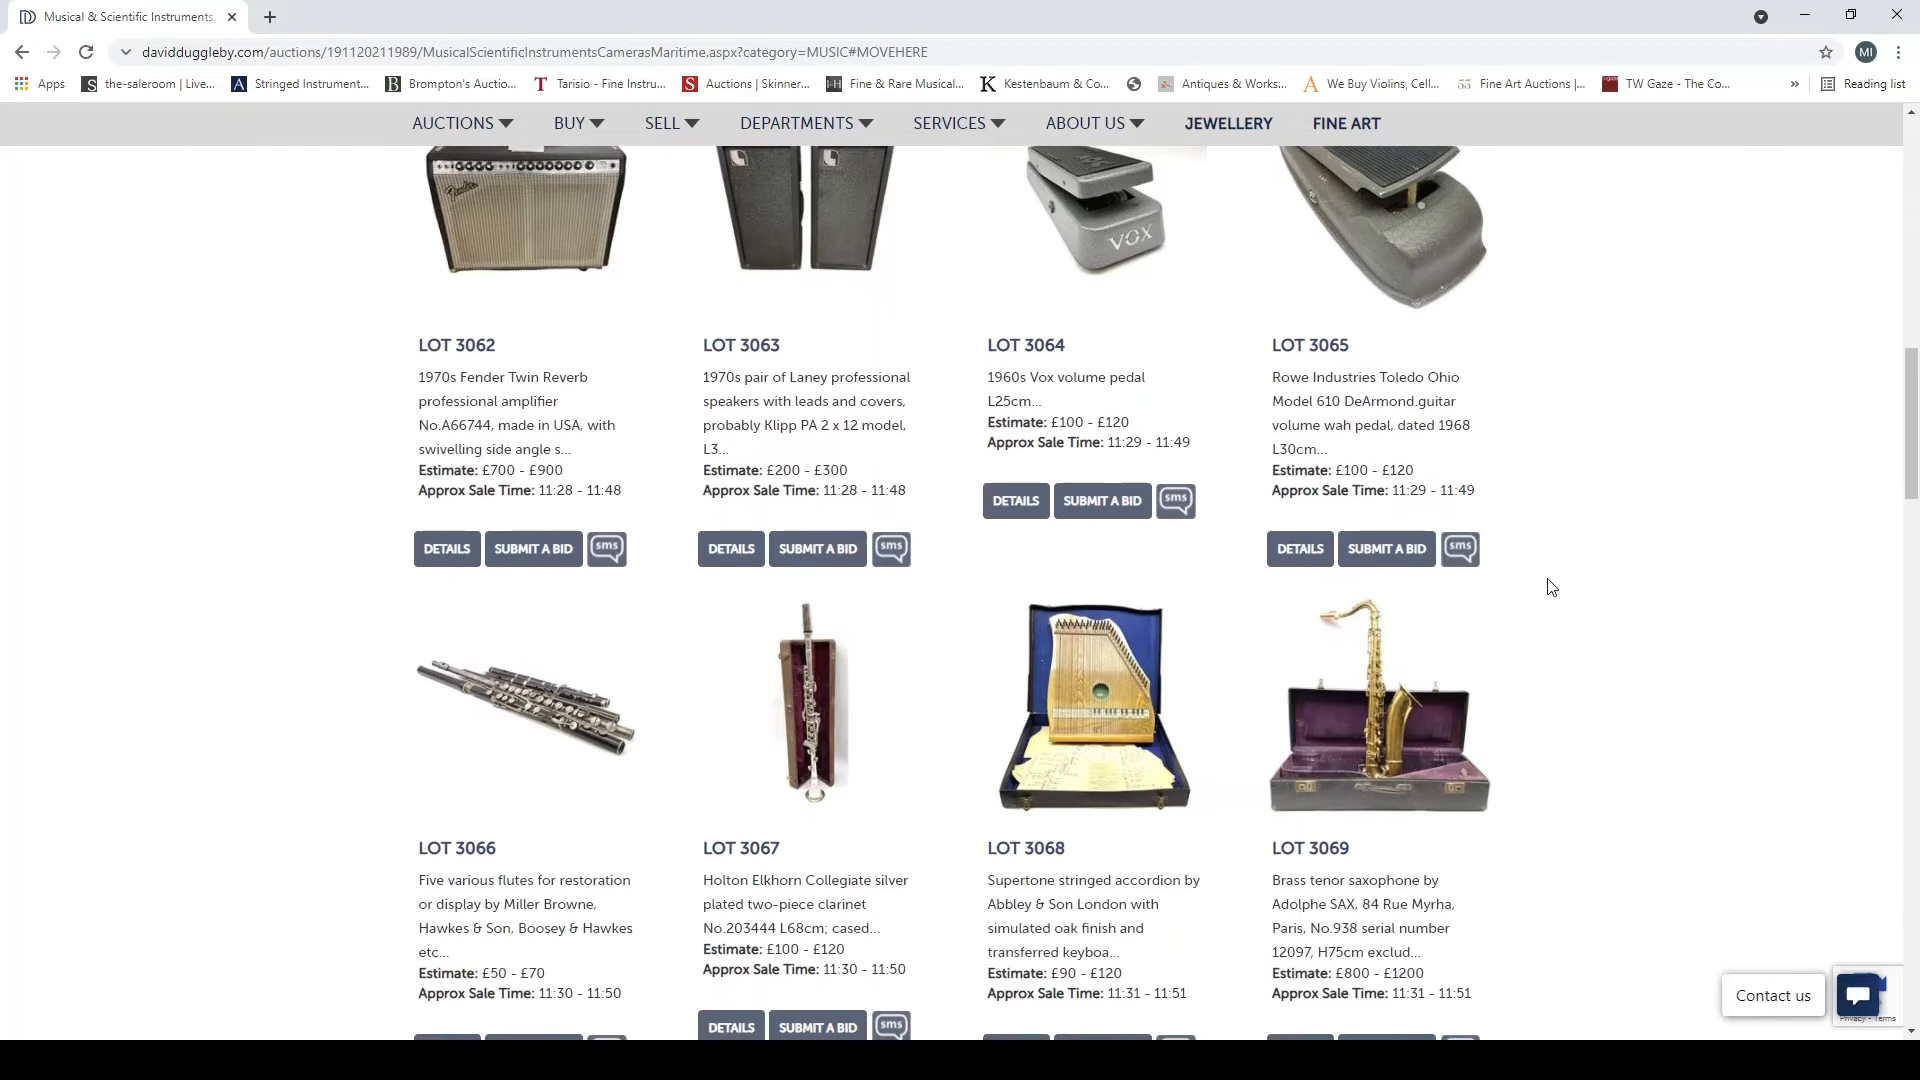 Musical & Scientific Instruments,
davidduggleby.com/auctions/191120211989/MusicalScientificInstrumentsCamerasMaritime.aspx?category=MUSIC#MOVEHERE
MI
Apps
the-saleroom | Live...
Stringed Instrument...
Brompton's Auctio...
Tarisio - Fine Instru...
Auctions | Skinner...
Fine & Rare Musical...
Kestenbaum & Co...
Antiques & Works...
We Buy Violins, Cell...
Fine Art Auctions |...
TW Gaze - The Co...
»
Reading list
AUCTIONS BUY SELL DEPARTMENTS SERVICES ABOUT US JEWELLERY FINE ART
Fender
VOX
LOT 3062
1970s Fender Twin Reverb
professional amplifier
No.A66744, made in USA, with
swivelling side angle s...
Estimate: £700 - £900
Approx Sale Time: 11:28 - 11:48
DETAILS SUBMIT A BID sms
LOT 3063
1970s pair of Laney professional
speakers with leads and covers,
probably Klipp PA 2 x 12 model,
L3...
Estimate: £200 - £300
Approx Sale Time: 11:28 - 11:48
DETAILS SUBMIT A BID sms
LOT 3064
1960s Vox volume pedal
L25cm...
Estimate: £100 - £120
Approx Sale Time: 11:29 - 11:49
DETAILS SUBMIT A BID sms
LOT 3065
Rowe Industries Toledo Ohio
Model 610 DeArmond.guitar
volume wah pedal, dated 1968
L30cm...
Estimate: £100 - £120
Approx Sale Time: 11:29 - 11:49
DETAILS SUBMIT A BID sms
LOT 3066
Five various flutes for restoration
or display by Miller Browne,
Hawkes & Son, Boosey & Hawkes
etc...
Estimate: £50 - £70
Approx Sale Time: 11:30 - 11:50
LOT 3067
Holton Elkhorn Collegiate silver
plated two-piece clarinet
No.203444 L68cm; cased...
Estimate: £100 - £120
Approx Sale Time: 11:30 - 11:50
DETAILS SUBMIT A BID sms
LOT 3068
Supertone stringed accordion by
Abbley & Son London with
simulated oak finish and
transferred keyboa...
Estimate: £90 - £120
Approx Sale Time: 11:31 - 11:51
LOT 3069
Brass tenor saxophone by
Adolphe SAX, 84 Rue Myrha,
Paris, No.938 serial number
12097, H75cm exclud...
Estimate: £800 - £1200
Approx Sale Time: 11:31 - 11:51
Contact us
Privacy - Terms